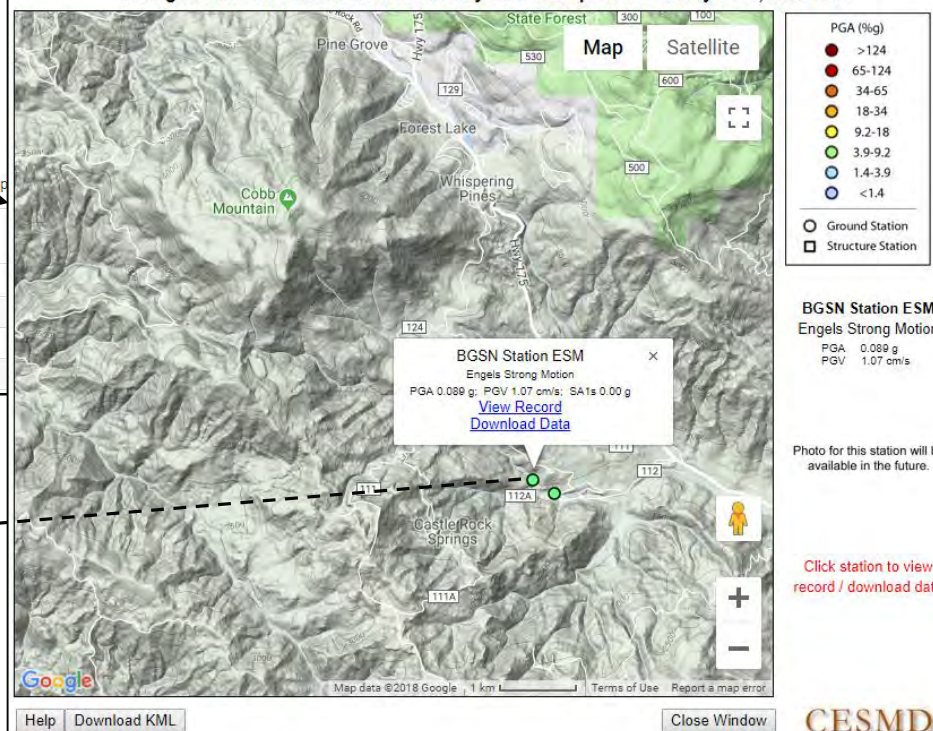 State Forest
300
100
Rock Rd
Hwy 175
Pine Grove
Map
Satellite
530
600
129
Forest Lake
500
Whispering
Pines
Cobb
Mountain
Hwy 175
124
BGSN Station ESM
×
Engels Strong Motion
PGA 0.089 g; PGV 1.07 cm/s; SA1s 0.00 g
View Record
Download Data
111
112
111
112A
Castle Rock
Springs
111A
3000
Google
Map data ©2018 Google
1 km
Terms of Use
Report a map error
Help
Download KML
Close Window
PGA (%g)
>124
65-124
34-65
18-34
9.2-18
3.9-9.2
1.4-3.9
<1.4
Ground Station
Structure Station
BGSN Station ESM
Engels Strong Motion
PGA 0.089 g
PGV 1.07 cm/s
Photo for this station will b
available in the future.
Click station to view
record / download dat
CESMD